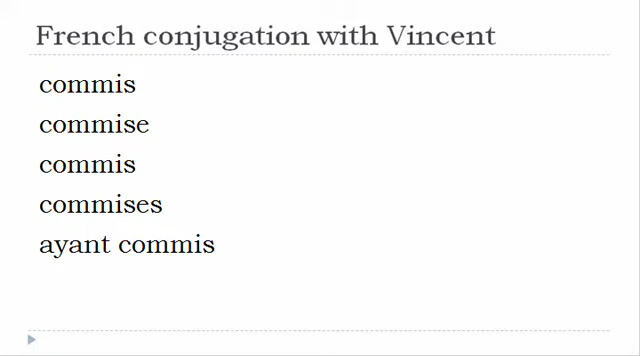 French conjugation with Vincent
commis
commise
commis
commises
ayant commis